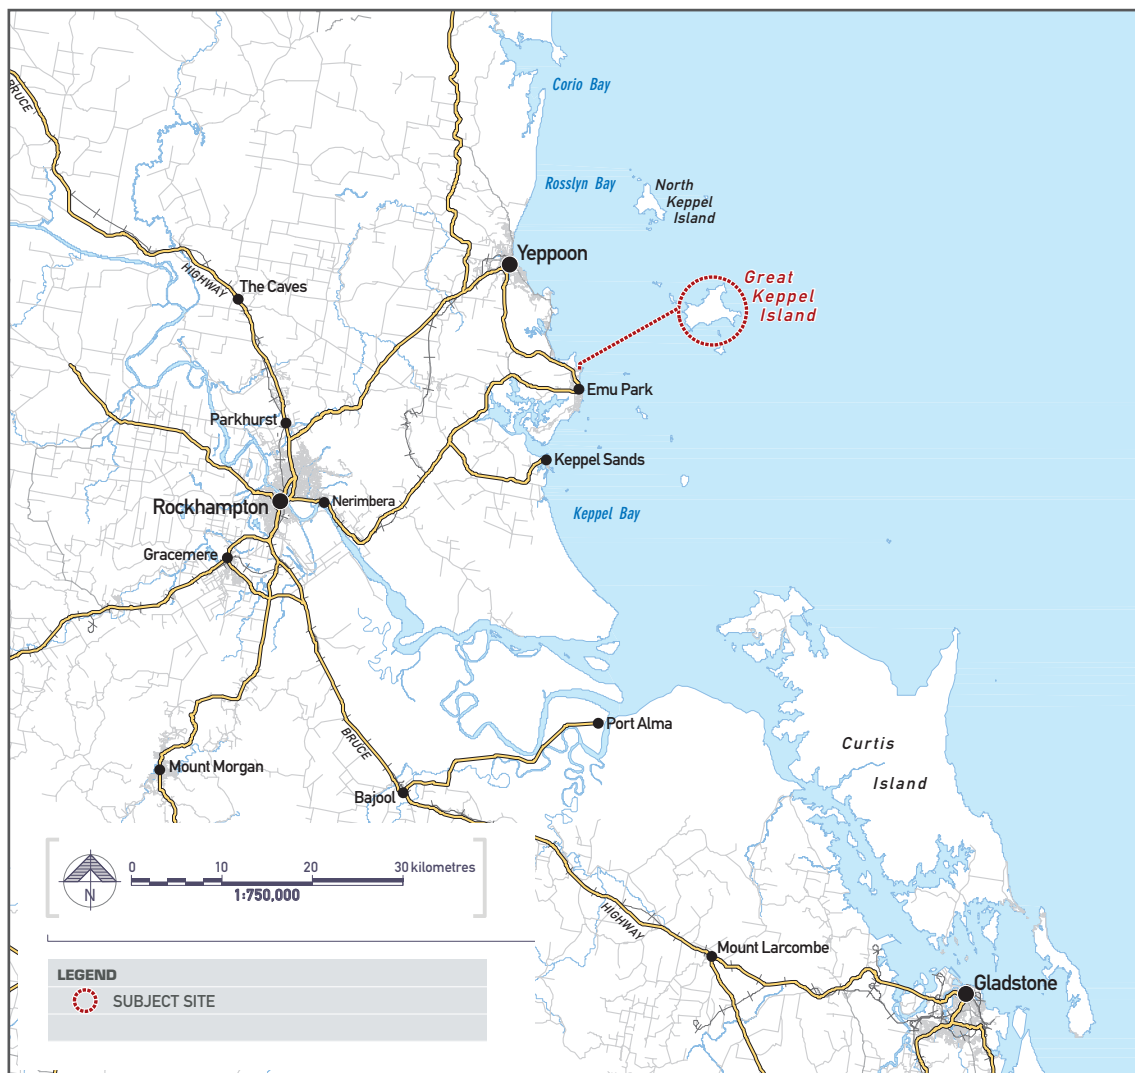 Corio Bay
BRUCE
Rosslyn Bay
North
Keppel
Island
Yeppoon
HIGHWAY
The Caves
Great
Keppel
Island
Emu Park
Parkhurst
Keppel Sands
Rockhampton
Nerimbera
Keppel Bay
Gracemere
Port Alma
BRUCE
Curtis
Island
Mount Morgan
Bajool
0 10 20 30 kilometres
1:750,000
N
HIGHWAY
Mount Larcombe
Gladstone
LEGEND
SUBJECT SITE